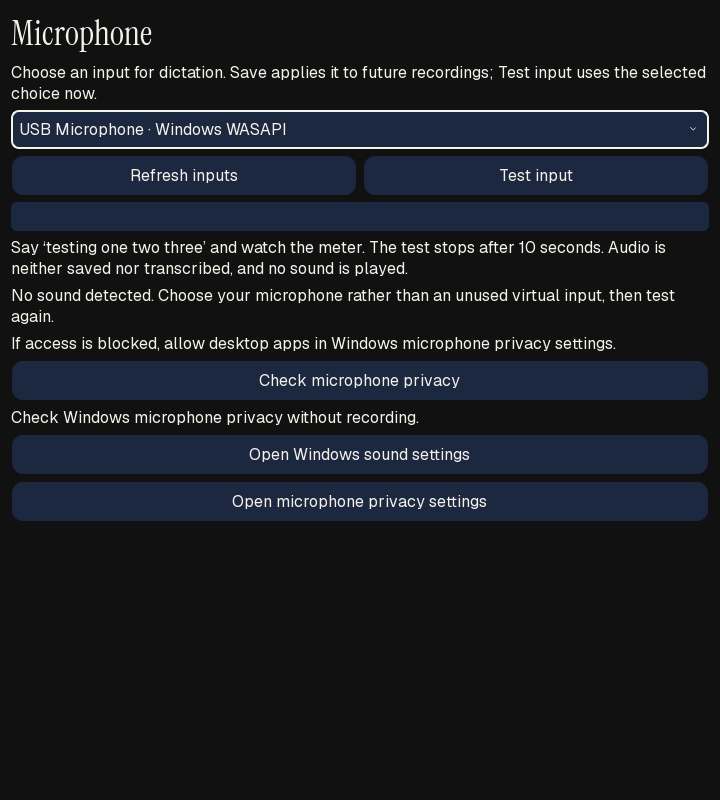 Microphone
Choose an input for dictation. Save applies it to future recordings; Test input uses the selected
choice now.
USB Microphone · Windows WASAPI
Refresh inputs
Test input
Say ‘testing one two three’ and watch the meter. The test stops after 10 seconds. Audio is
neither saved nor transcribed, and no sound is played.
No sound detected. Choose your microphone rather than an unused virtual input, then test
again.
If access is blocked, allow desktop apps in Windows microphone privacy settings.
Check microphone privacy
Check Windows microphone privacy without recording.
Open Windows sound settings
Open microphone privacy settings